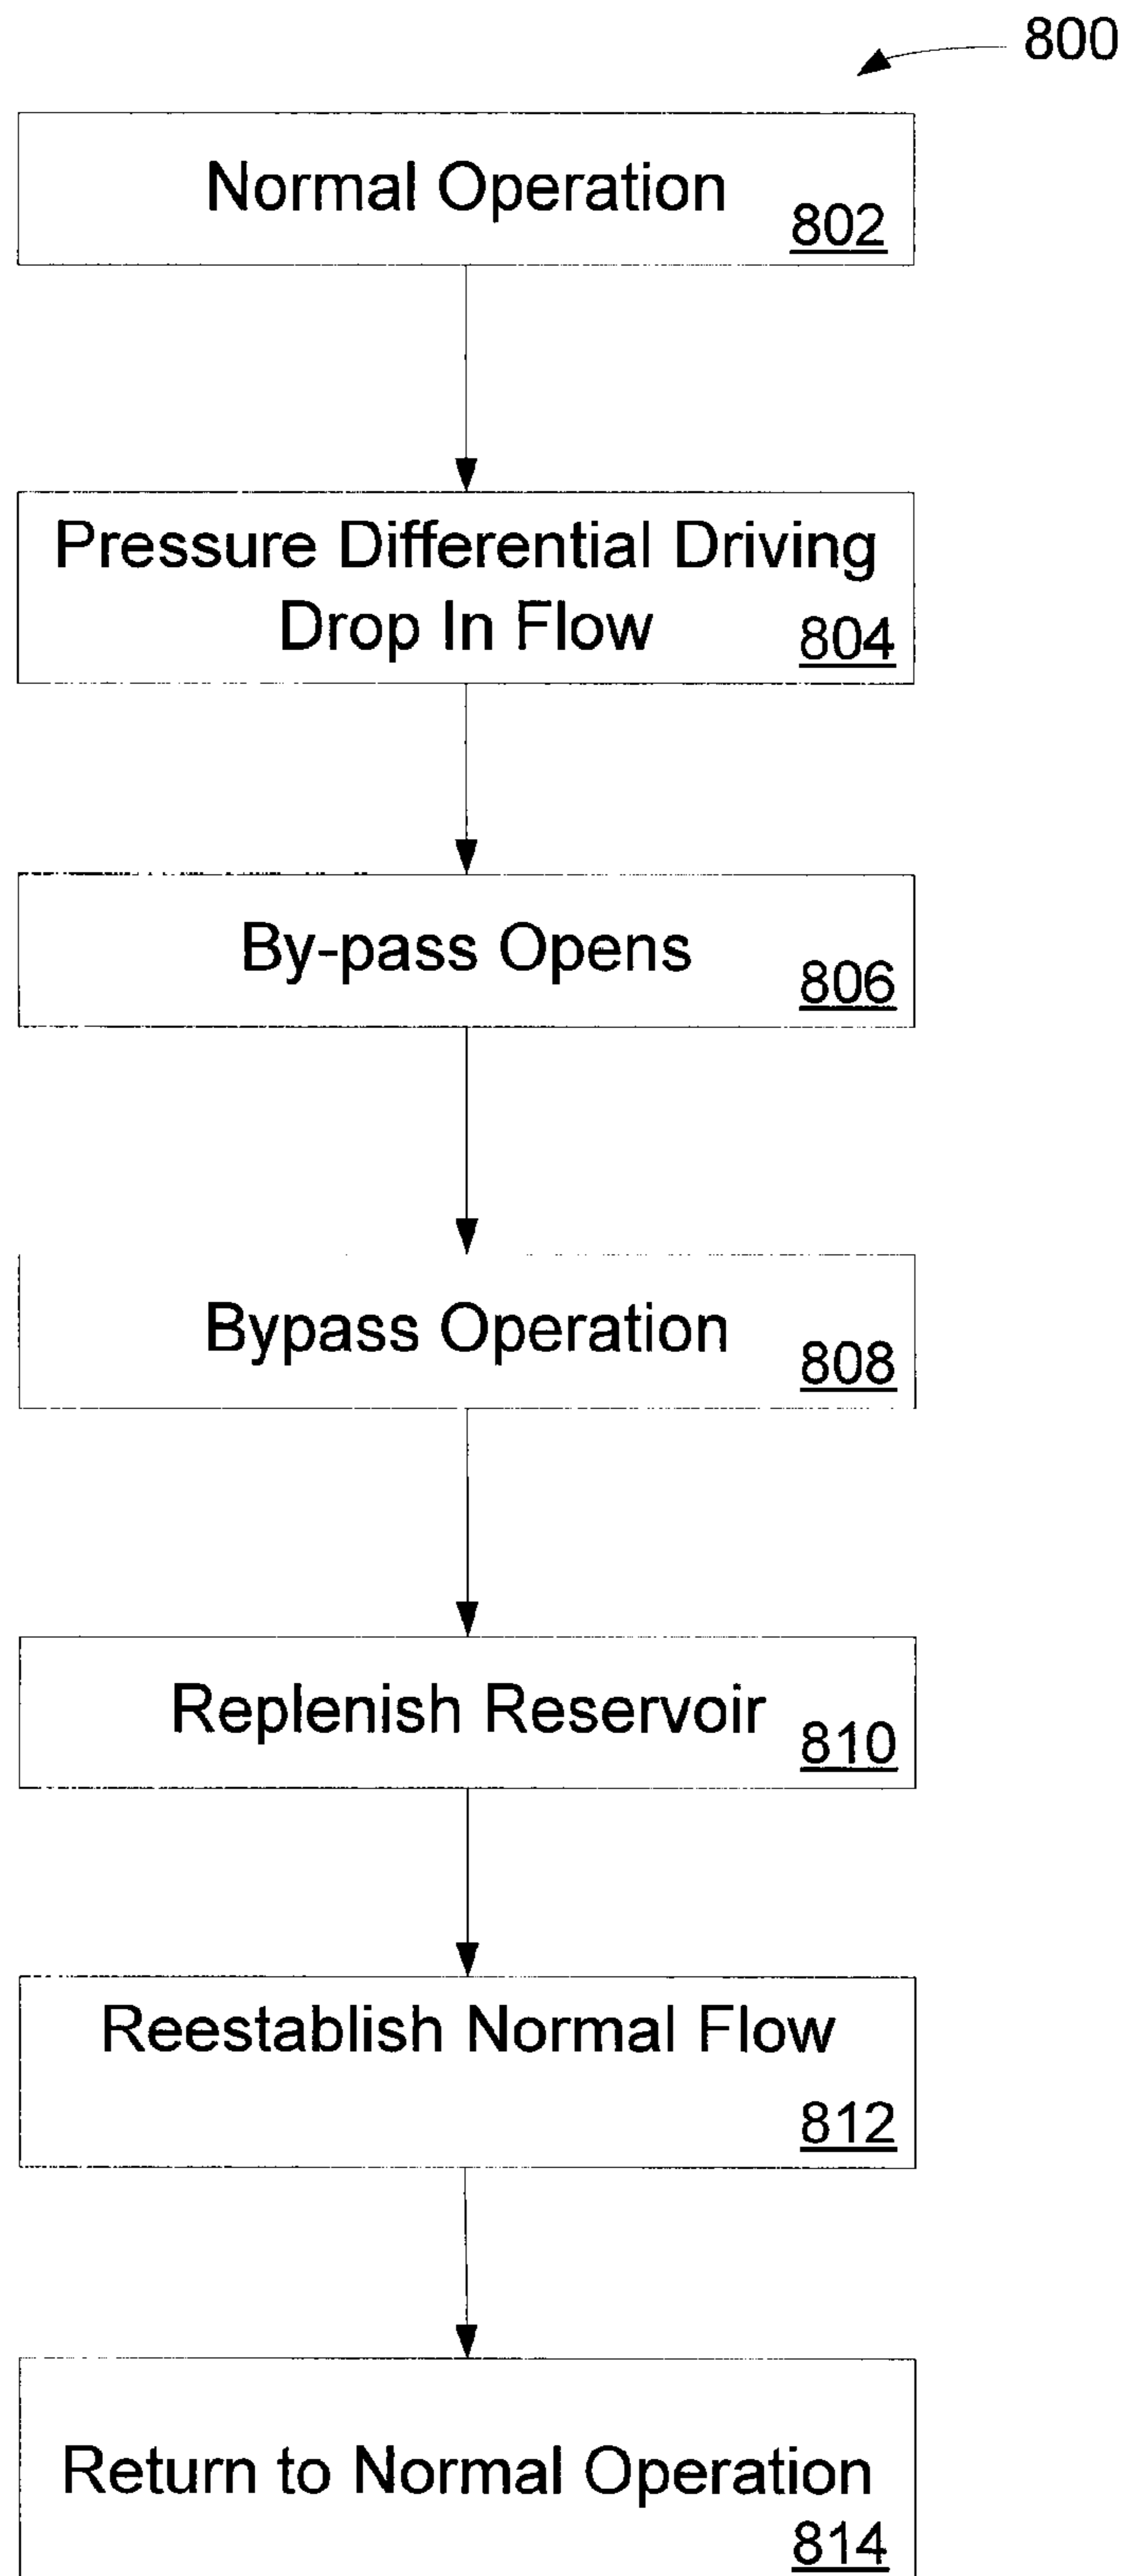 800
Normal Operation
802
Pressure Differential Driving
Drop In Flow
804
By-pass Opens
806
Bypass Operation
808
Replenish Reservoir
810
Reestablish Normal Flow
812
Return to Normal Operation
814